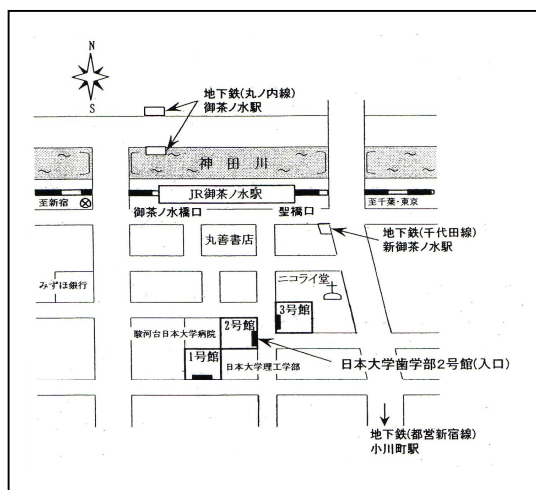 N
S
地下鉄(丸ノ内線)
御茶ノ水駅
神田川
JR御茶ノ水駅
至新宿
至千葉・東京
御茶ノ水橋口
聖橋口
地下鉄(千代田線)
新御茶ノ水駅
丸善書店
ニコライ堂
みずほ銀行
3号館
駿河台日本大学病院
2号館
1号館
日本大学理工学部
日本大学歯学部2号館(入口)
地下鉄(都営新宿線)
小川町駅